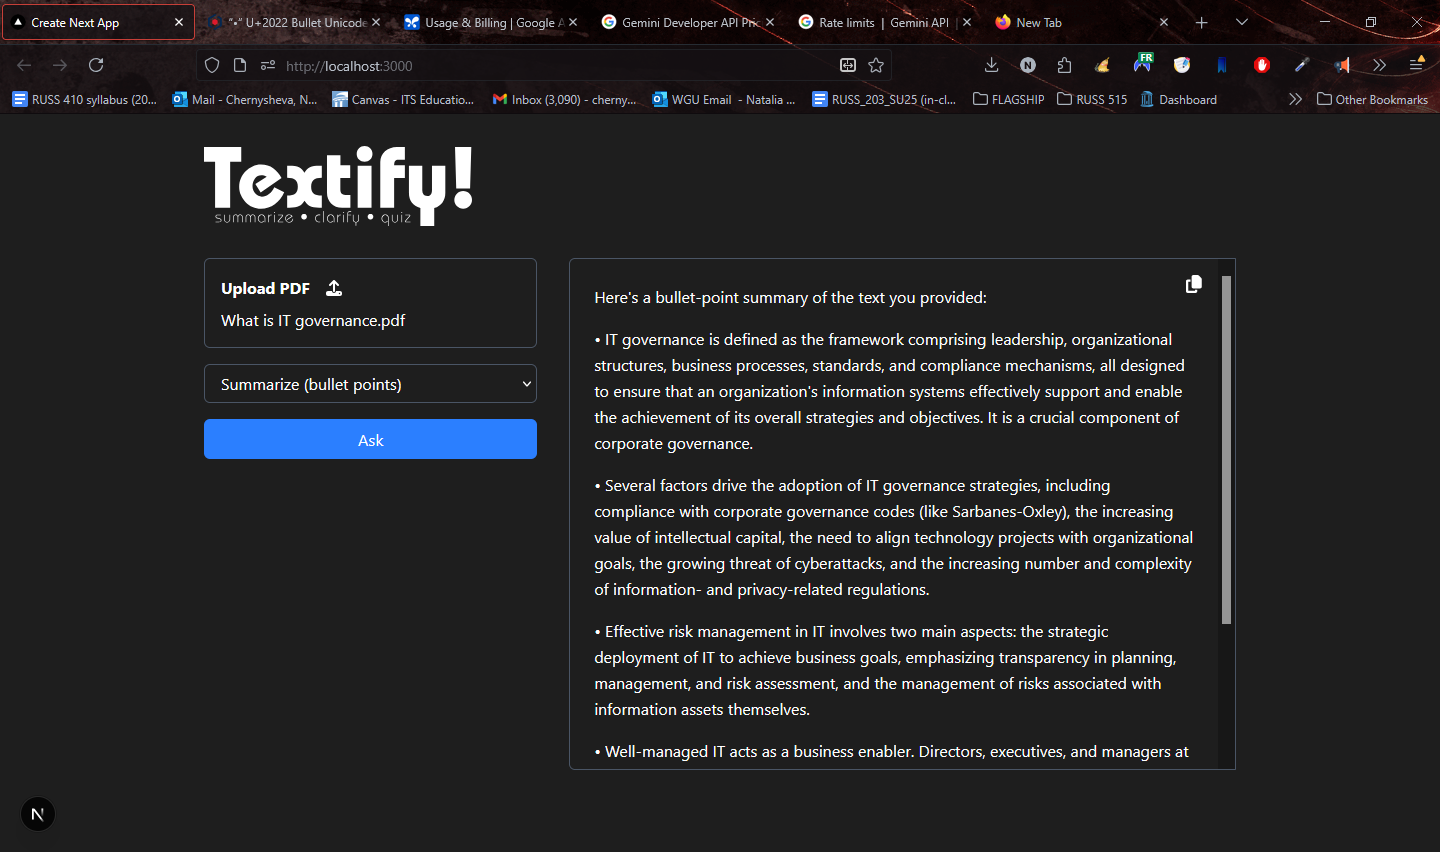 Create Next App
"•" U+2022 Bullet Unicode
Usage & Billing | Google A
Gemini Developer API Pric
Rate limits | Gemini API
New Tab
http://localhost:3000
FR
N
RUSS 410 syllabus (20...
Mail - Chernysheva, N...
Canvas - ITS Educatio...
Inbox (3,090) - cherny...
WGU Email - Natalia ...
RUSS_203_SU25 (in-cl...
FLAGSHIP
RUSS 515
Dashboard
Other Bookmarks
Textify!
summarize • clarify • quiz
Upload PDF
What is IT governance.pdf
Summarize (bullet points)
Ask
Here's a bullet-point summary of the text you provided:
• IT governance is defined as the framework comprising leadership, organizational
structures, business processes, standards, and compliance mechanisms, all designed
to ensure that an organization's information systems effectively support and enable
the achievement of its overall strategies and objectives. It is a crucial component of
corporate governance.
• Several factors drive the adoption of IT governance strategies, including
compliance with corporate governance codes (like Sarbanes-Oxley), the increasing
value of intellectual capital, the need to align technology projects with organizational
goals, the growing threat of cyberattacks, and the increasing number and complexity
of information- and privacy-related regulations.
• Effective risk management in IT involves two main aspects: the strategic
deployment of IT to achieve business goals, emphasizing transparency in planning,
management, and risk assessment, and the management of risks associated with
information assets themselves.
• Well-managed IT acts as a business enabler. Directors, executives, and managers at
N